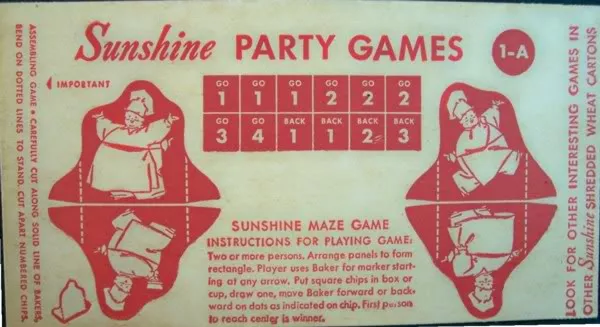 Sunshine PARTY GAMES
1-A
ASSEMBLING GAME • CAREFULLY CUT ALONG SOLID LINE OF BAKERS,
BEND ON DOTTED LINES TO STAND. CUT APART NUMBERED CHIPS.
IMPORTANT
GO GO GO GO GO GO
1 1 1 2 2 2
GO GO BACK BACK BACK BACK
3 4 1 1 2 3
SUNSHINE MAZE GAME
INSTRUCTIONS FOR PLAYING GAME:
Two or more persons. Arrange panels to form
rectangle. Player uses Baker for marker start-
ing at any arrow. Put square chips in box or
cup, draw one, move Baker forward or back-
ward on dots as indicated on chip. First person
to reach center is winner.
LOOK FOR OTHER INTERESTING GAMES IN
OTHER Sunshine SHREDDED WHEAT CARTONS